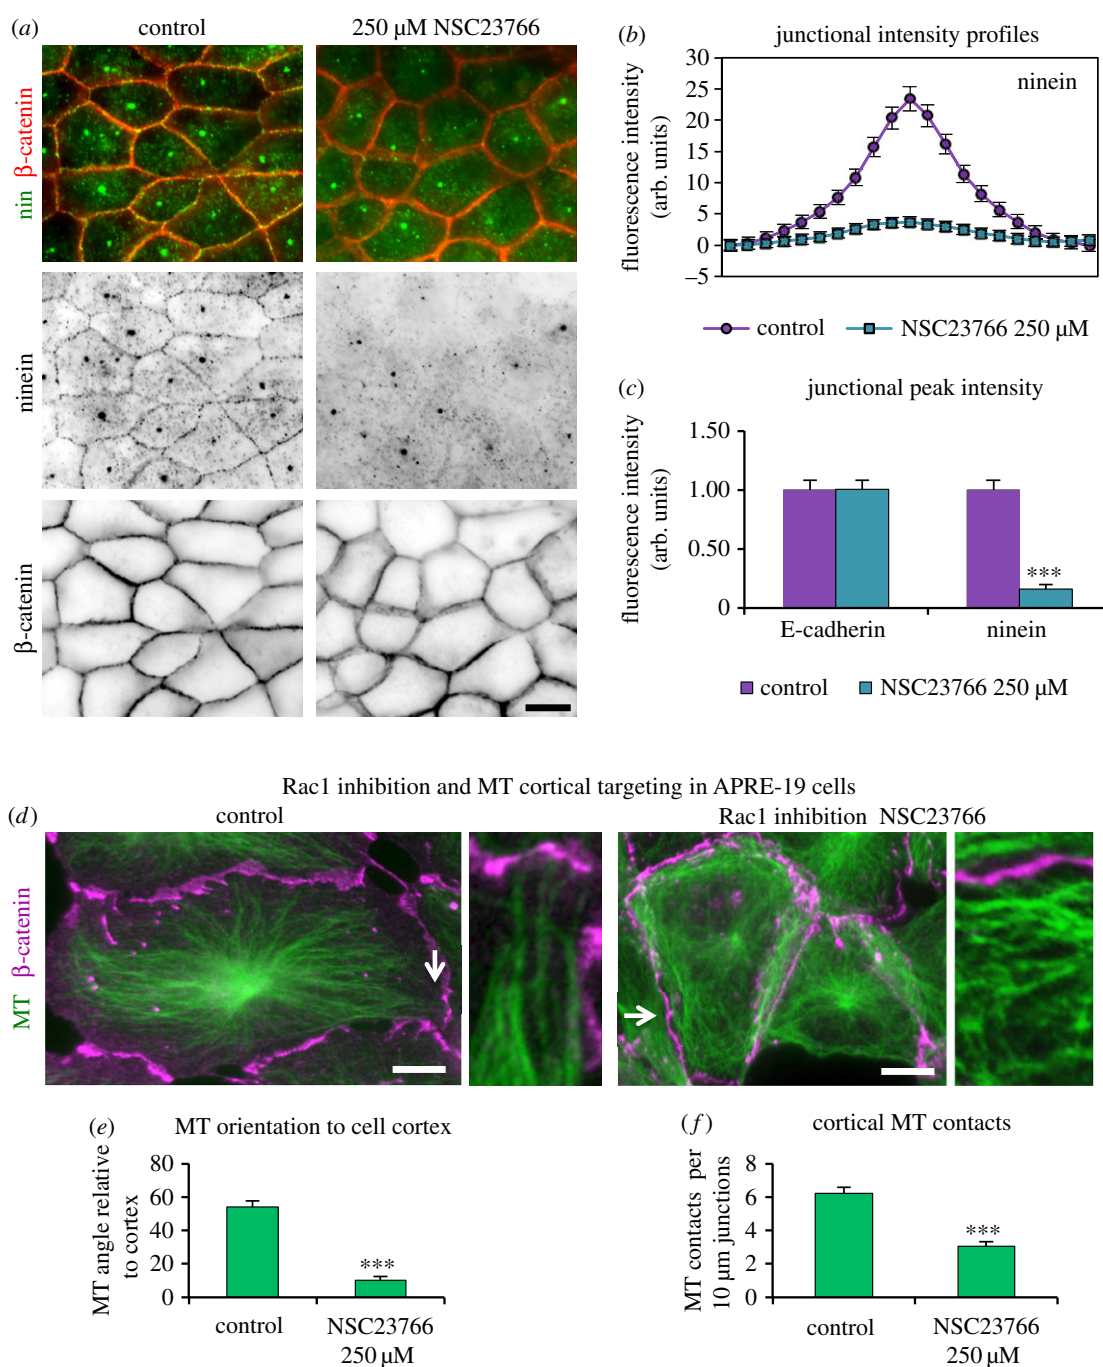 (a)
control
250 µM NSC23766
nin β-catenin
ninein
β-catenin
(b)
junctional intensity profiles
fluorescence intensity
(arb. units)
30
25
20
15
10
5
0
–5
ninein
control
NSC23766 250 µM
(c)
junctional peak intensity
fluorescence intensity
(arb. units)
1.50
1.00
0.50
0
***
E-cadherin
ninein
control
NSC23766 250 µM
Rac1 inhibition and MT cortical targeting in APRE-19 cells
(d)
control
Rac1 inhibition NSC23766
MT β-catenin
(e)
MT orientation to cell cortex
MT angle relative
to cortex
80
60
40
20
0
***
control
NSC23766
250 µM
(f)
cortical MT contacts
MT contacts per
10 µm junctions
8
6
4
2
0
***
control
NSC23766
250 µM